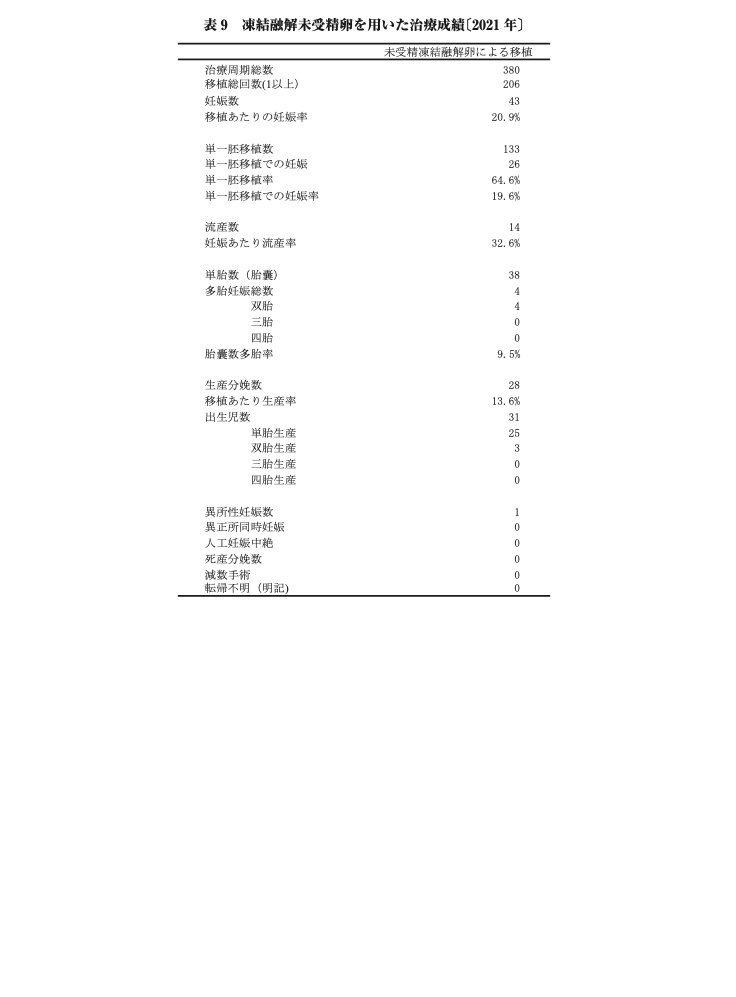 表 9　凍結融解未受精卵を用いた治療成績〔2021 年〕
未受精凍結融解卵による移植
治療周期総数 380
移植総回数(1以上） 206
妊娠数 43
移植あたりの妊娠率 20.9%
単一胚移植数 133
単一胚移植での妊娠 26
単一胚移植率 64.6%
単一胚移植での妊娠率 19.6%
流産数 14
妊娠あたり流産率 32.6%
単胎数（胎嚢） 38
多胎妊娠総数 4
双胎 4
三胎 0
四胎 0
胎嚢数多胎率 9.5%
生産分娩数 28
移植あたり生産率 13.6%
出生児数 31
単胎生産 25
双胎生産 3
三胎生産 0
四胎生産 0
異所性妊娠数 1
異正所同時妊娠 0
人工妊娠中絶 0
死産分娩数 0
減数手術 0
転帰不明（明記) 0